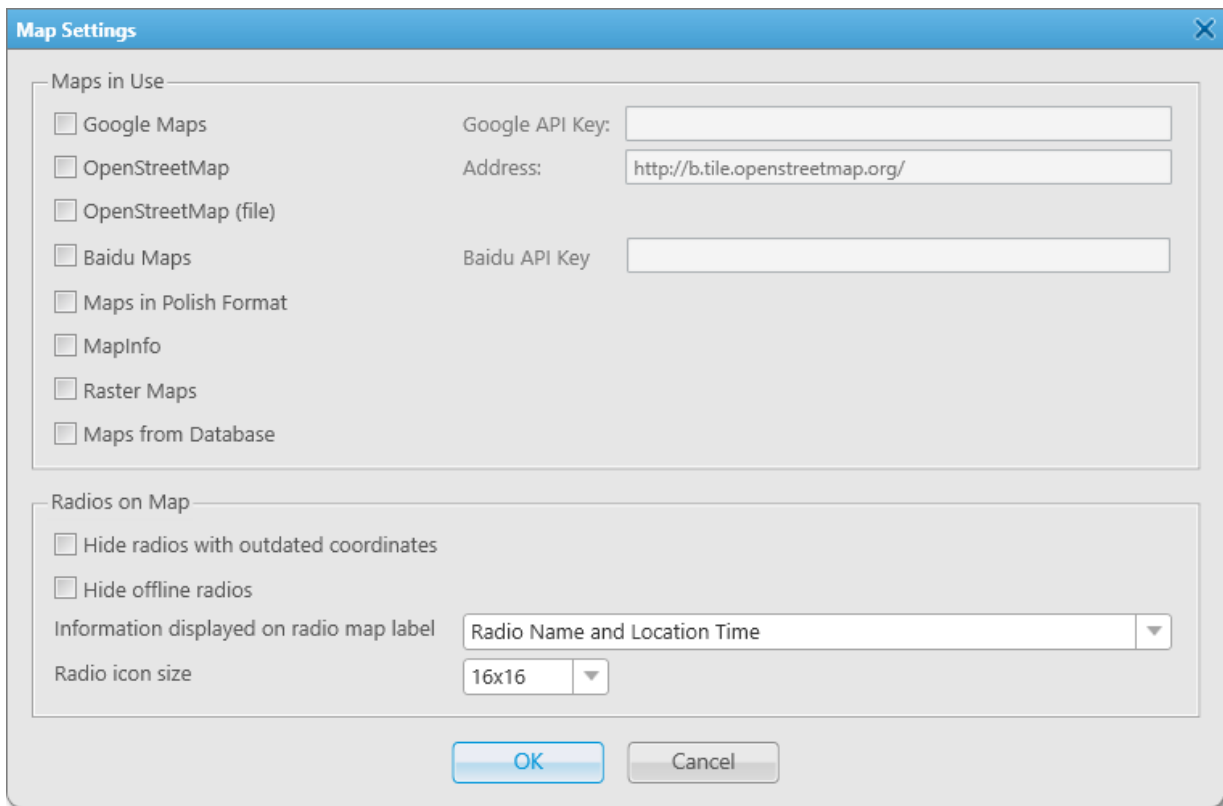 Map Settings
Maps in Use
Google Maps Google API Key:
OpenStreetMap Address: http://b.tile.openstreetmap.org/
OpenStreetMap (file)
Baidu Maps Baidu API Key
Maps in Polish Format
MapInfo
Raster Maps
Maps from Database
Radios on Map
Hide radios with outdated coordinates
Hide offline radios
Information displayed on radio map label Radio Name and Location Time
Radio icon size 16x16
OK Cancel